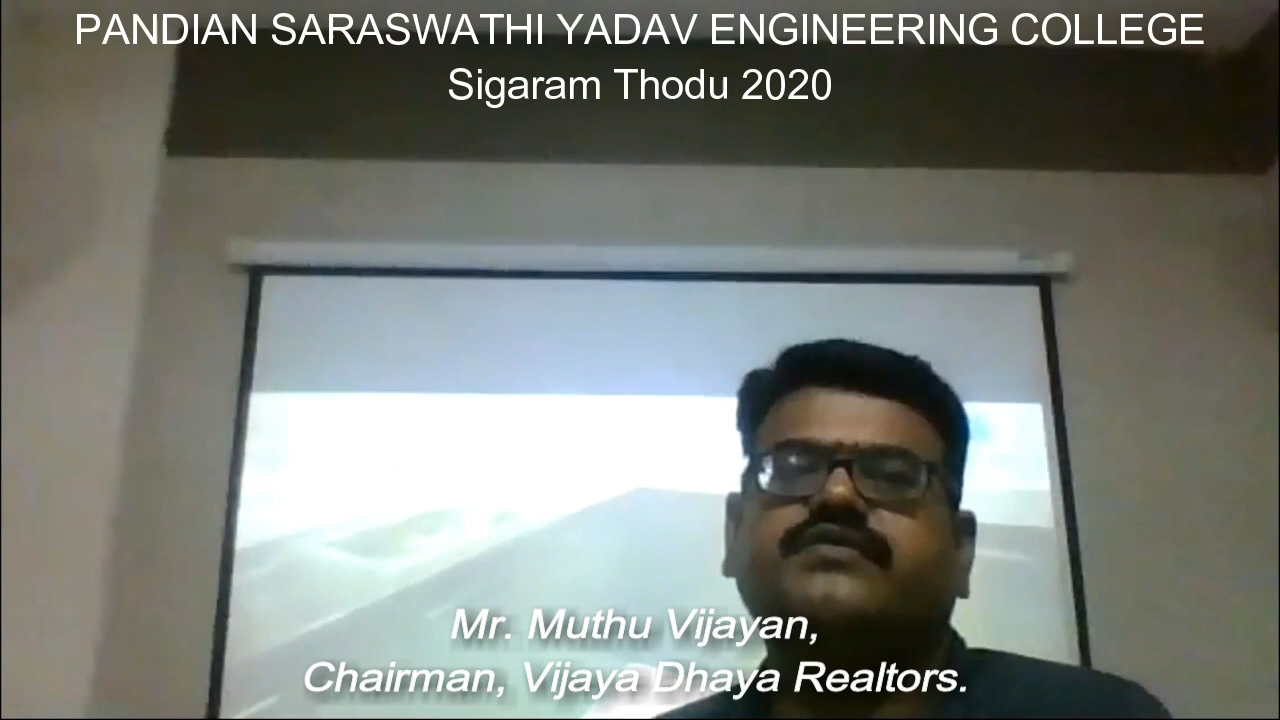 PANDIAN SARASWATHI YADAV ENGINEERING COLLEGE
Sigaram Thodu 2020
Mr. Muthu Vijayan,
Chairman, Vijaya Dhaya Realtors.